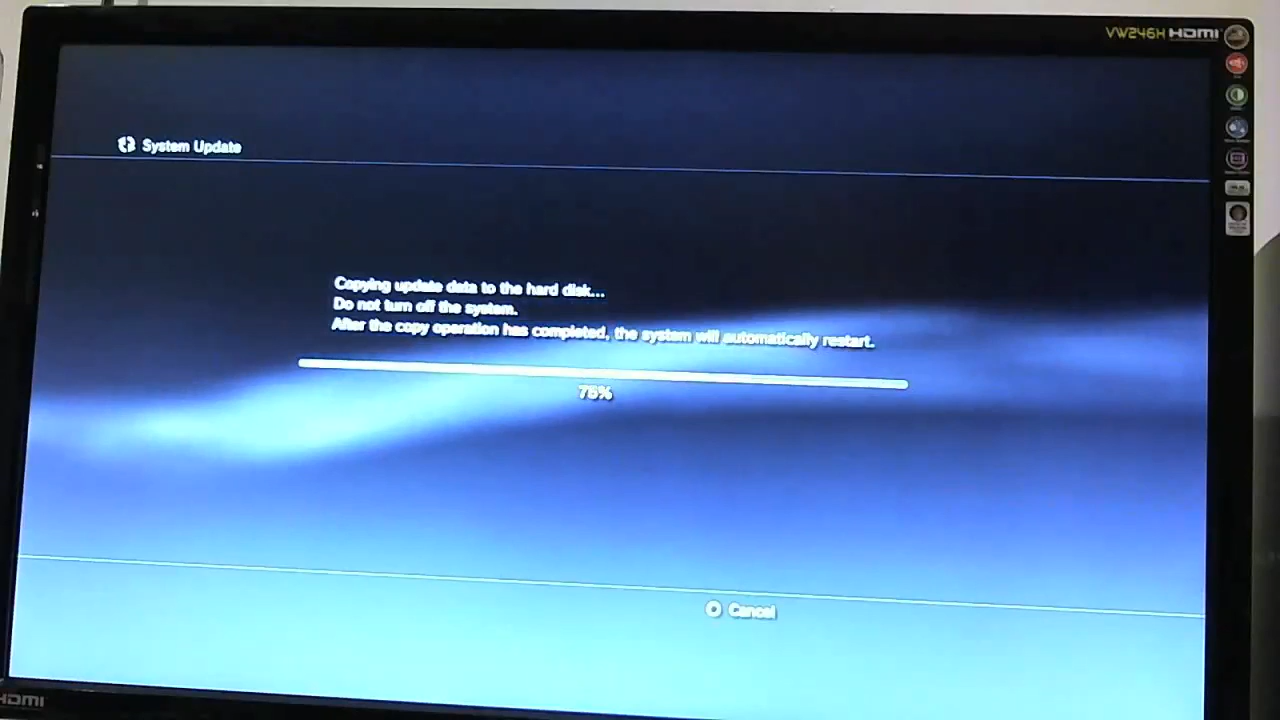 VW246H HDMI
System Update
Copying update data to the hard disk...
Do not turn off the system.
After the copy operation has completed, the system will automatically restart.
75%
Cancel
HDMI